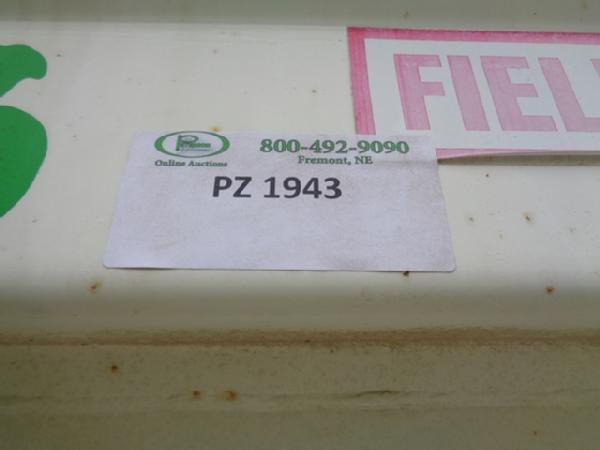 FIEL
800-492-9090
Online Auctions
Fremont, NE
PZ 1943